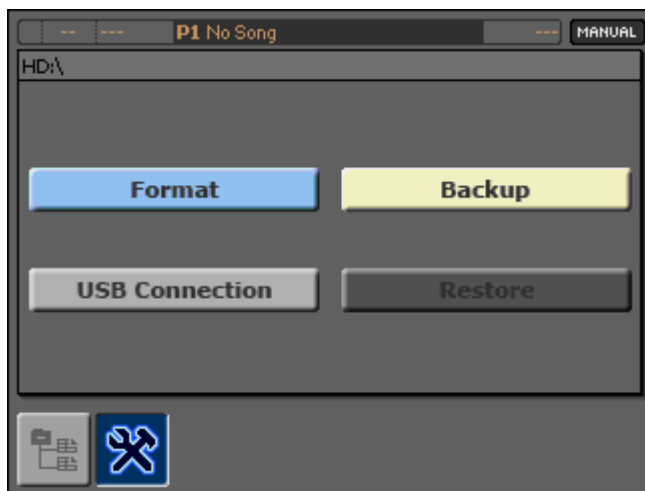 -- --- P1 No Song --- MANUAL
HD:\
Format Backup
USB Connection Restore